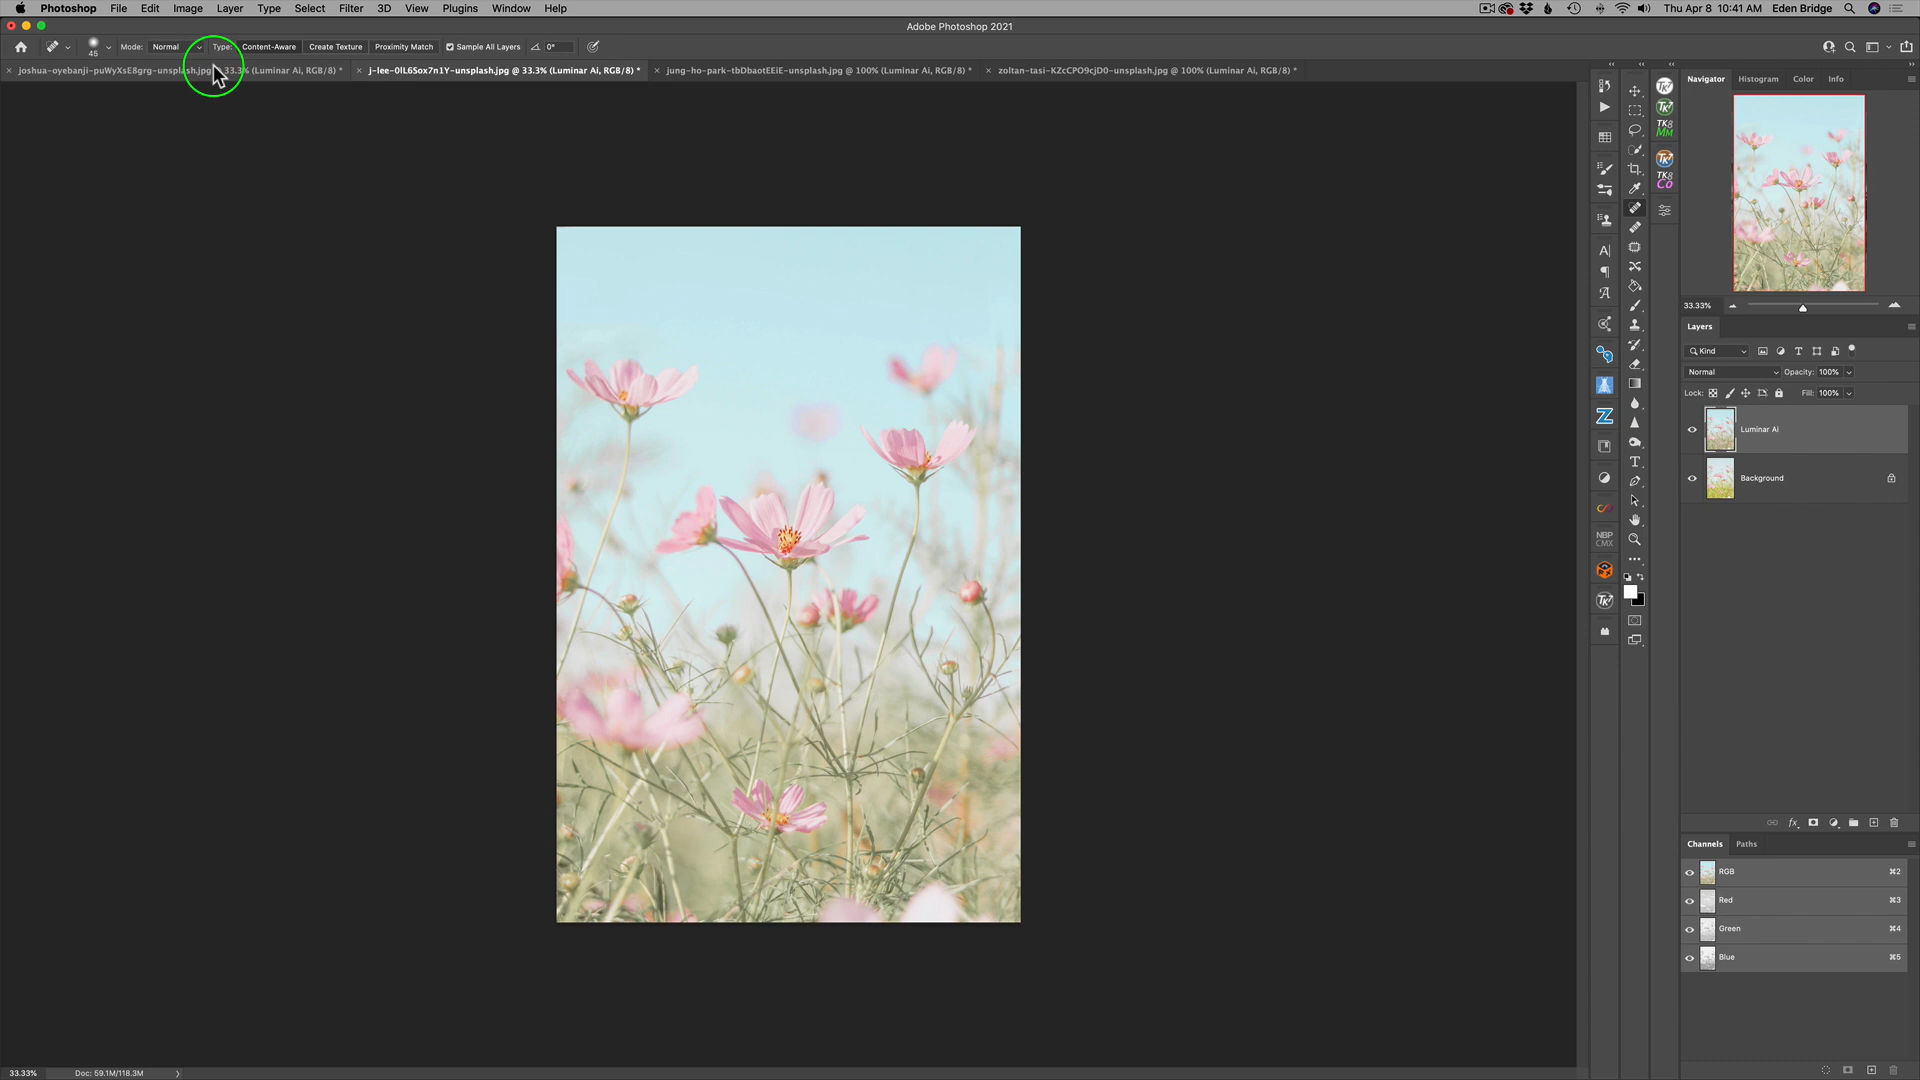 Photoshop File Edit Image Layer Type Select Filter 3D View Plugins Window Help Thu Apr 8 10:41 AM Eden Bridge
Adobe Photoshop 2021
45 Mode: Normal Type: Content-Aware Create Texture Proximity Match Sample All Layers 0°
joshua-oyebanji-puWyXsE8grg-unsplash.jpg 33.3% (Luminar Ai, RGB/8) * j-lee-0lL6Sox7n1Y-unsplash.jpg @ 33.3% (Luminar Ai, RGB/8) * jung-ho-park-tbDbaotEEiE-unsplash.jpg @ 100% (Luminar Ai, RGB/8) * zoltan-tasi-KZcCPO9cjD0-unsplash.jpg @ 100% (Luminar Ai, RGB/8) *
Navigator Histogram Color Info
TK7
TK7
TK8
Mm
TK7
TK8
Co
33.33%
Layers
Kind
Normal Opacity: 100%
Lock: Fill: 100%
Luminar Ai
Background
NBP
CMX
TK7
Channels Paths
RGB ⌘2
Red ⌘3
Green ⌘4
Blue ⌘5
33.33% Doc: 59.1M/118.3M